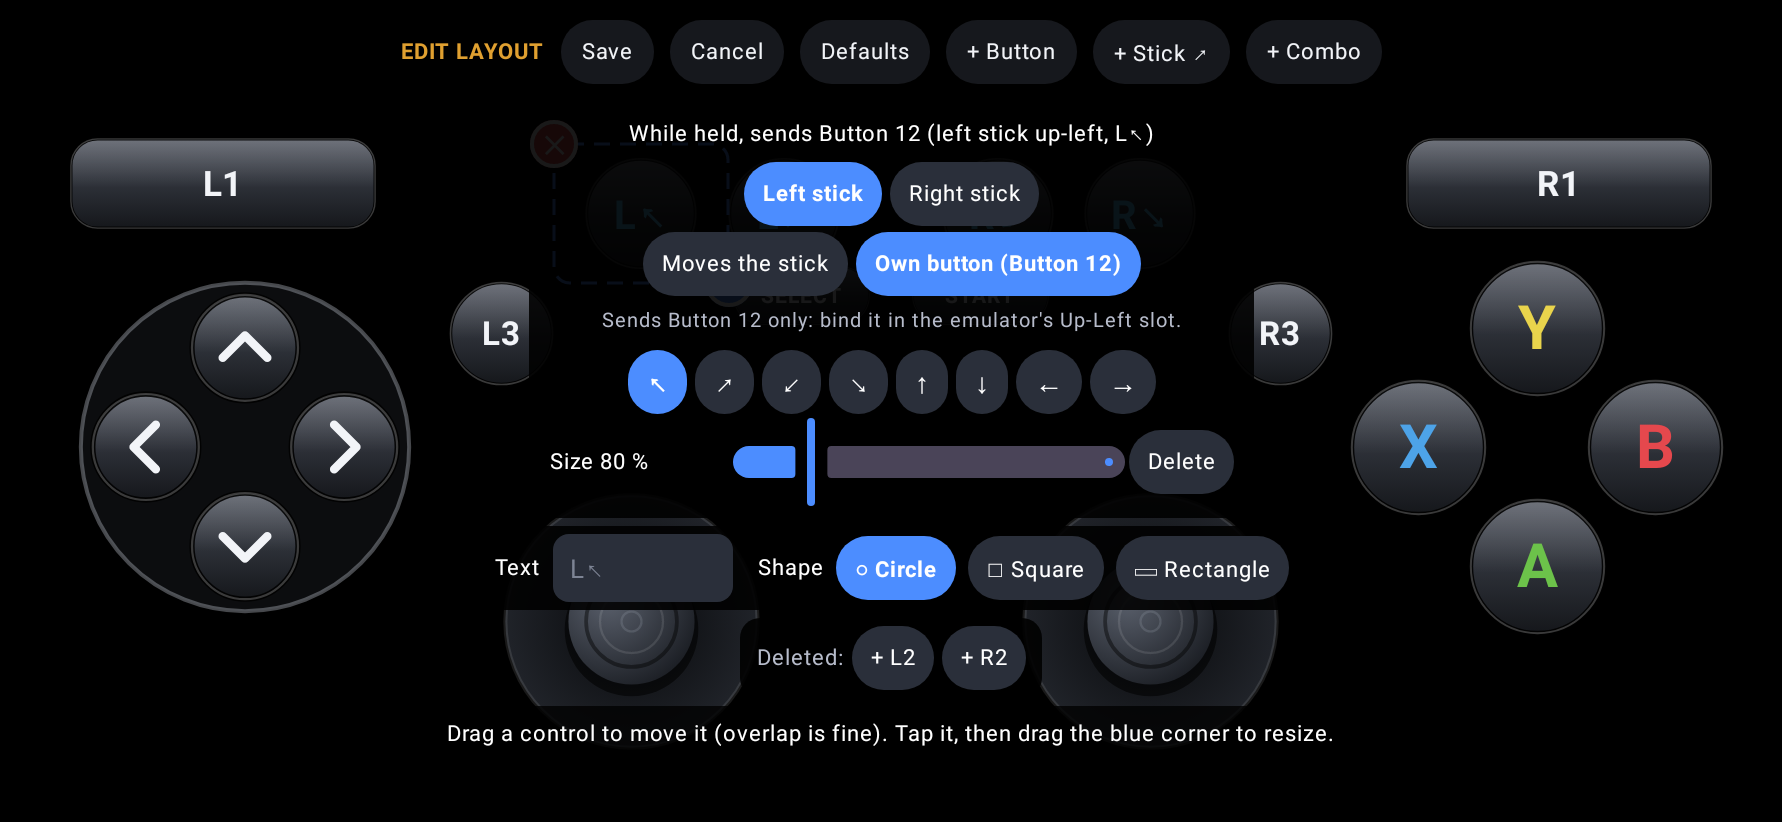 EDIT LAYOUT Save Cancel Defaults + Button + Stick ↗ + Combo
While held, sends Button 12 (left stick up-left, L↖)
L1
R1
Left stick Right stick
L↖
R↘
Moves the stick Own button (Button 12)
SELECT START
Sends Button 12 only: bind it in the emulator's Up-Left slot.
L3
R3
Y
↖ ↗ ↙ ↘ ↑ ↓ ← →
X
B
Size 80 % Delete
Text L↖ Shape ○ Circle □ Square ▭ Rectangle
A
Deleted: + L2 + R2
Drag a control to move it (overlap is fine). Tap it, then drag the blue corner to resize.